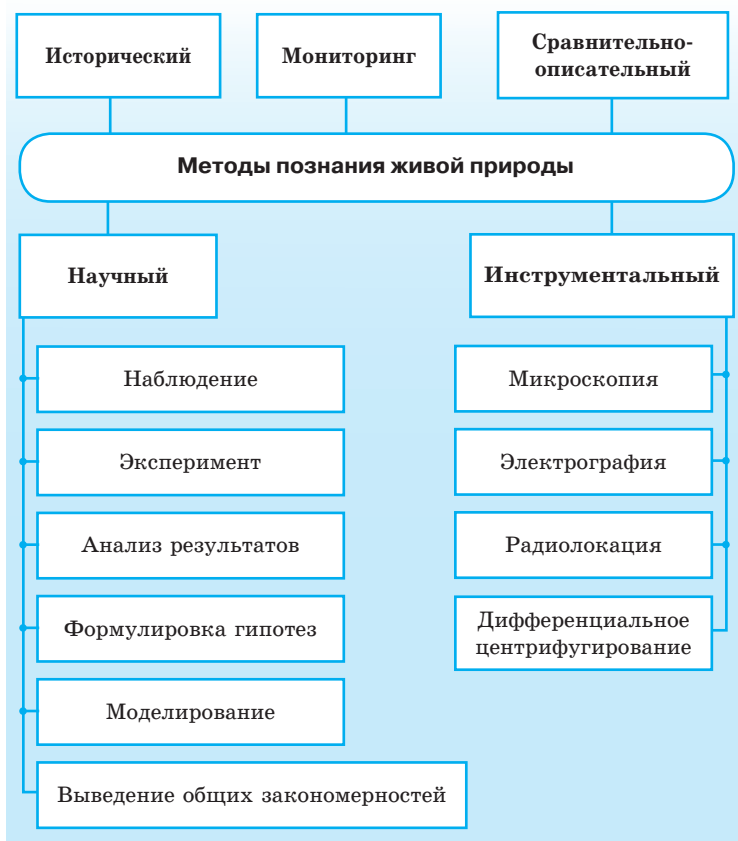 Исторический
Мониторинг
Сравнительно-
описательный
Методы познания живой природы
Научный
Инструментальный
Наблюдение
Эксперимент
Анализ результатов
Формулировка гипотез
Моделирование
Выведение общих закономерностей
Микроскопия
Электрография
Радиолокация
Дифференциальное
центрифугирование